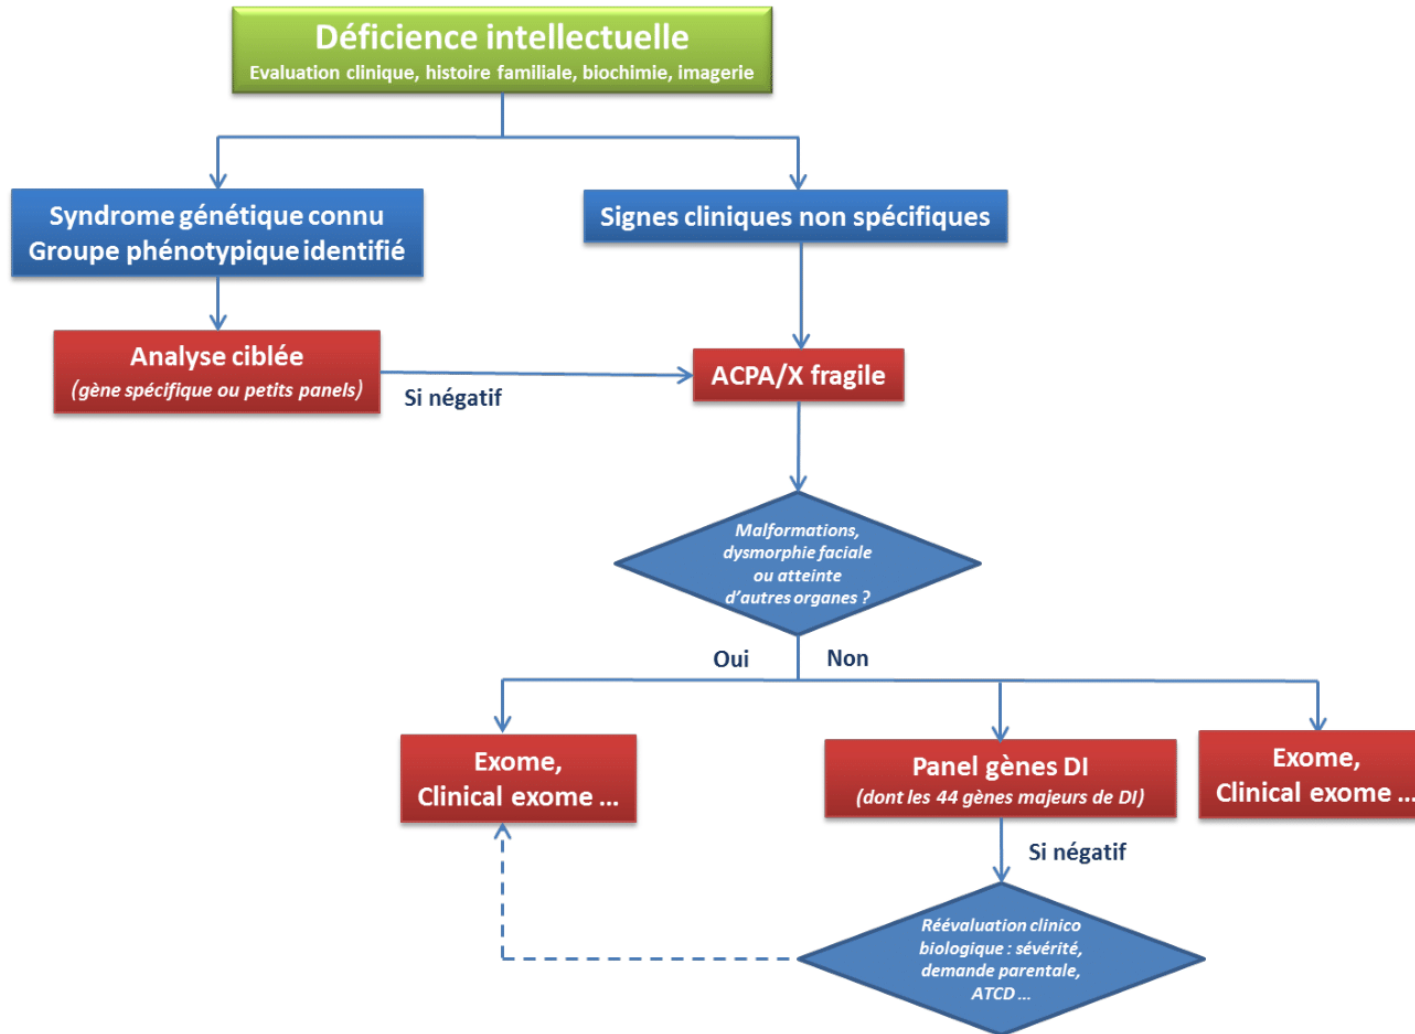 Déficience intellectuelle
Evaluation clinique, histoire familiale, biochimie, imagerie
Syndrome génétique connu
Groupe phénotypique identifié
Signes cliniques non spécifiques
Analyse ciblée
(gène spécifique ou petits panels)
Si négatif
ACPA/X fragile
Malformations,
dysmorphie faciale
ou atteinte
d'autres organes ?
Oui
Non
Exome,
Clinical exome ...
Panel gènes DI
(dont les 44 gènes majeurs de DI)
Exome,
Clinical exome ...
Si négatif
Réévaluation clinico
biologique : sévérité,
demande parentale,
ATCD ...